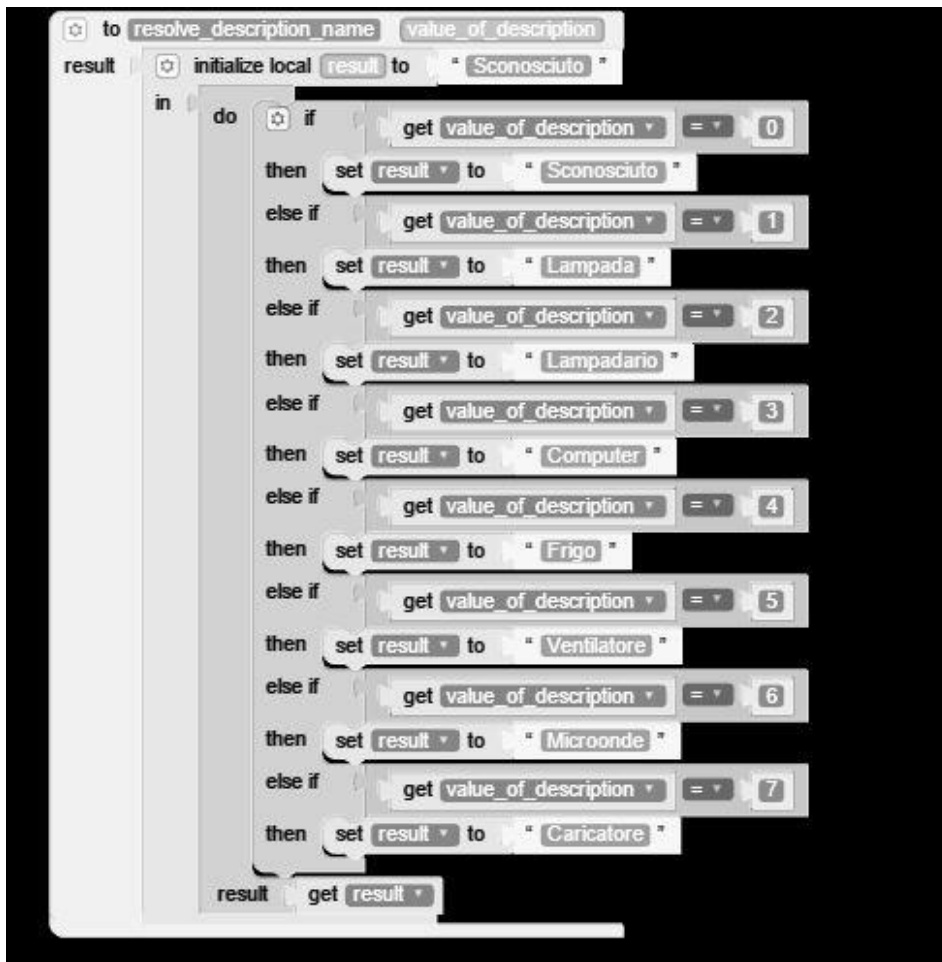 to resolve_description_name value_of_description
result initialize local result to " Sconosciuto "
in do if get value_of_description = 0
then set result to " Sconosciuto "
else if get value_of_description = 1
then set result to " Lampada "
else if get value_of_description = 2
then set result to " Lampadario "
else if get value_of_description = 3
then set result to " Computer "
else if get value_of_description = 4
then set result to " Frigo "
else if get value_of_description = 5
then set result to " Ventilatore "
else if get value_of_description = 6
then set result to " Microonde "
else if get value_of_description = 7
then set result to " Caricatore "
result get result